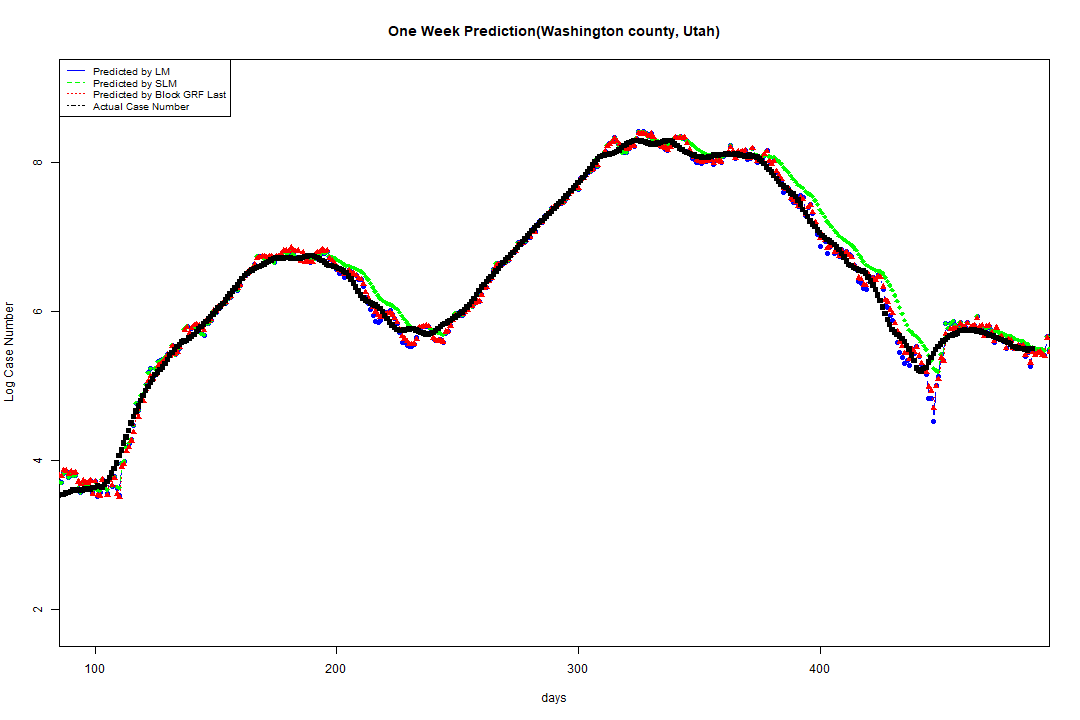 One Week Prediction(Washington county, Utah)
Predicted by LM
Predicted by SLM
Predicted by Block GRF Last
Actual Case Number
8
6
4
2
Log Case Number
100 200 300 400
days